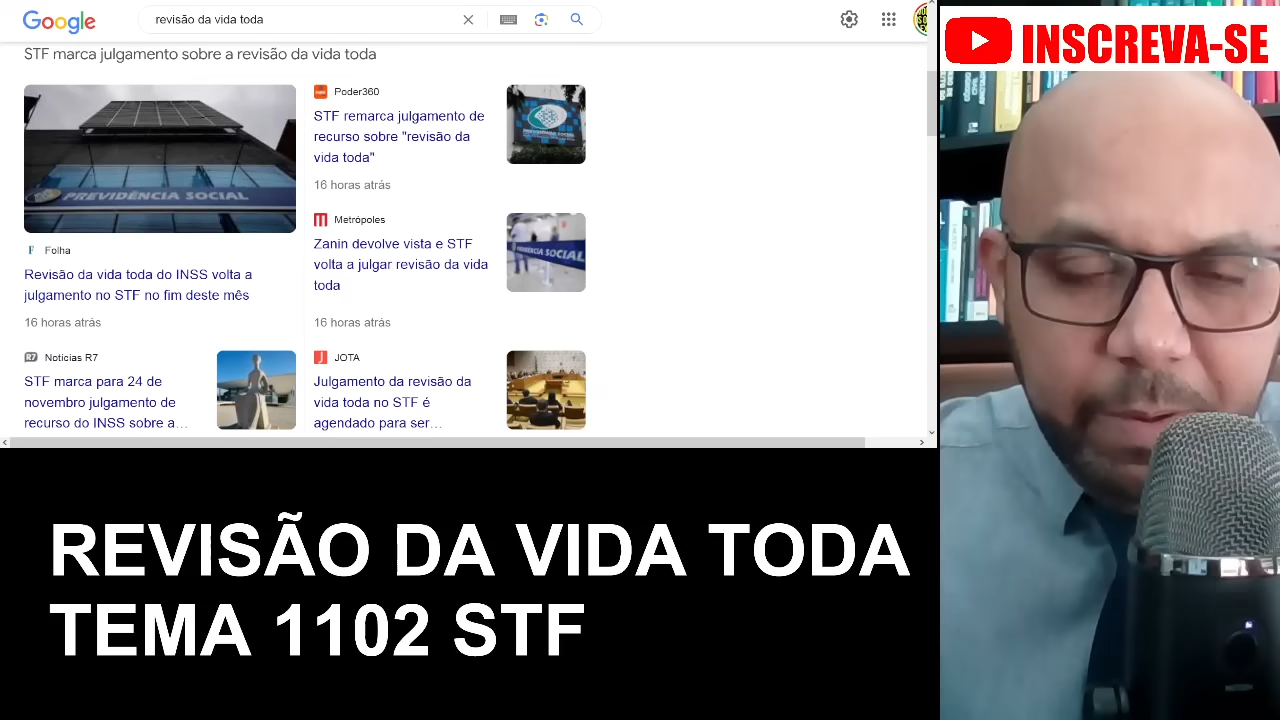 Google
revisão da vida toda
INSCREVA-SE
STF marca julgamento sobre a revisão da vida toda
PREVIDÊNCIA SOCIAL
Folha
Revisão da vida toda do INSS volta a
julgamento no STF no fim deste mês
16 horas atrás
Poder360
STF remarca julgamento de
recurso sobre "revisão da
vida toda"
16 horas atrás
PREVIDÊNCIA SOCIAL
Metrópoles
Zanin devolve vista e STF
volta a julgar revisão da vida
toda
16 horas atrás
R7 Notícias R7
STF marca para 24 de
novembro julgamento de
recurso do INSS sobre a...
JOTA
Julgamento da revisão da
vida toda no STF é
agendado para ser...
REVISÃO DA VIDA TODA
TEMA 1102 STF